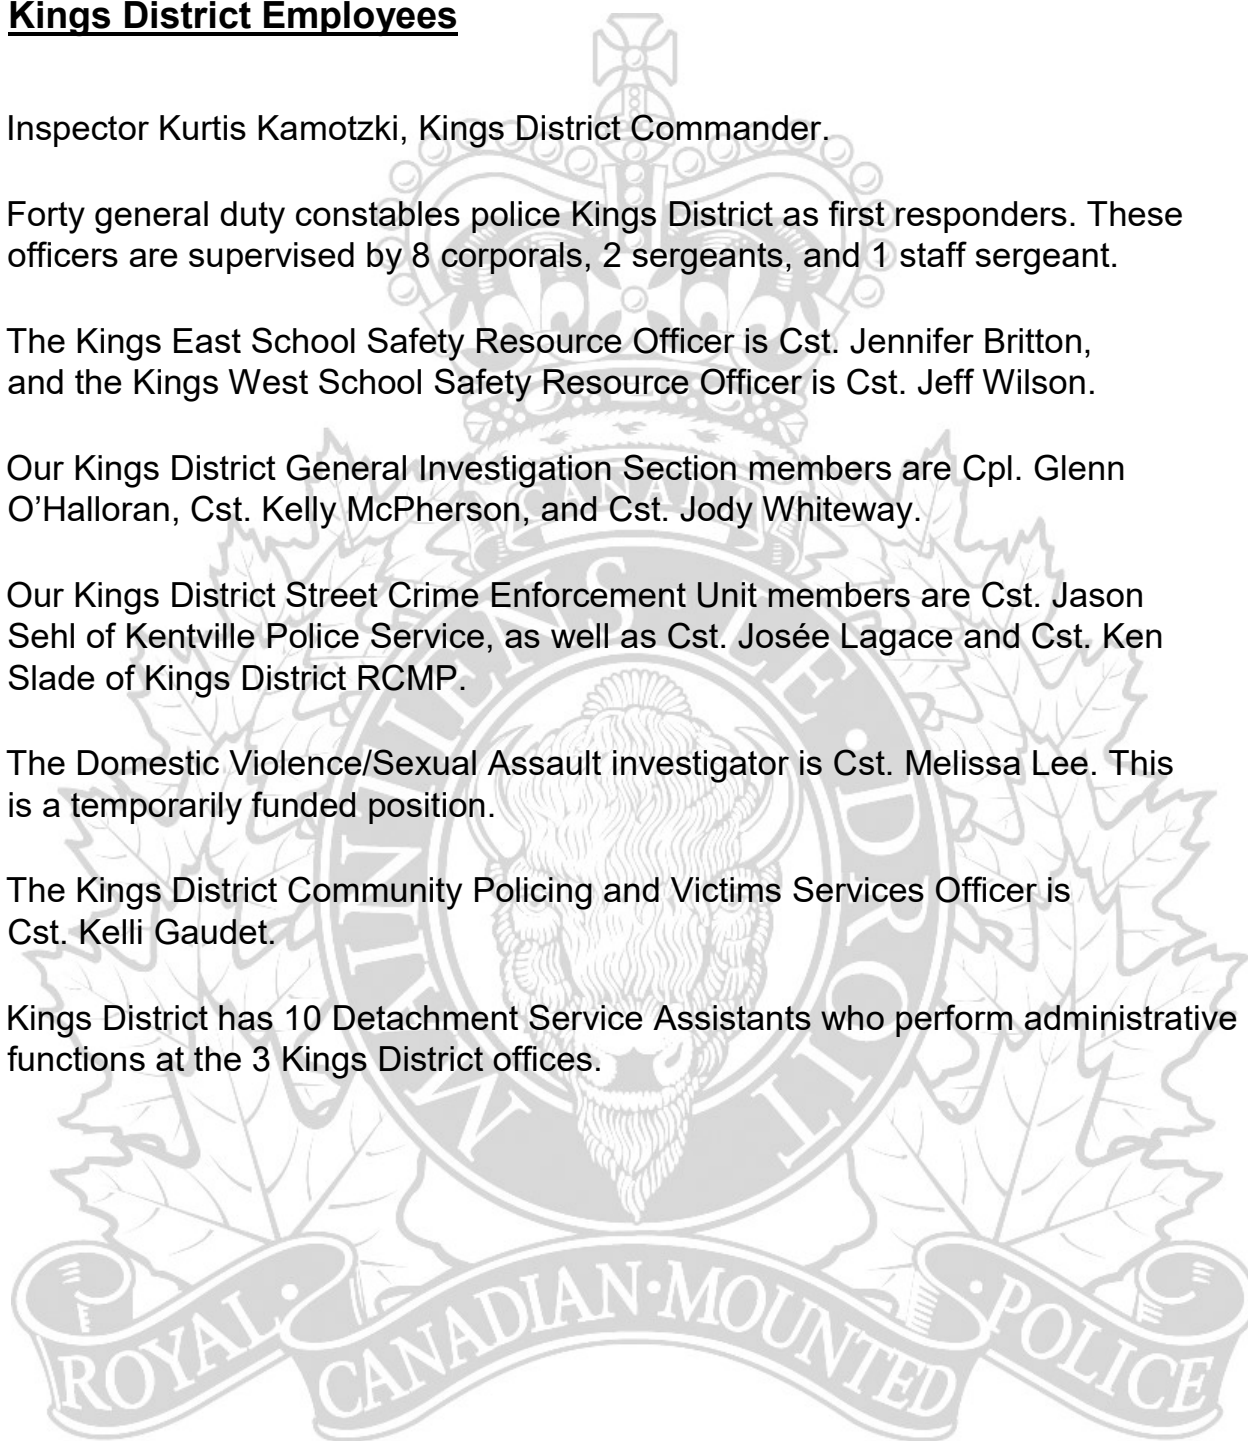 Kings District Employees
Inspector Kurtis Kamotzki, Kings District Commander.
Forty general duty constables police Kings District as first responders. These
officers are supervised by 8 corporals, 2 sergeants, and 1 staff sergeant.
The Kings East School Safety Resource Officer is Cst. Jennifer Britton,
and the Kings West School Safety Resource Officer is Cst. Jeff Wilson.
Our Kings District General Investigation Section members are Cpl. Glenn
O’Halloran, Cst. Kelly McPherson, and Cst. Jody Whiteway.
Our Kings District Street Crime Enforcement Unit members are Cst. Jason
Sehl of Kentville Police Service, as well as Cst. Josée Lagace and Cst. Ken
Slade of Kings District RCMP.
The Domestic Violence/Sexual Assault investigator is Cst. Melissa Lee. This
is a temporarily funded position.
The Kings District Community Policing and Victims Services Officer is
Cst. Kelli Gaudet.
Kings District has 10 Detachment Service Assistants who perform administrative
functions at the 3 Kings District offices.
CANADA
MAINTIENS LE DROIT
ROYAL · CANADIAN · MOUNTED · POLICE